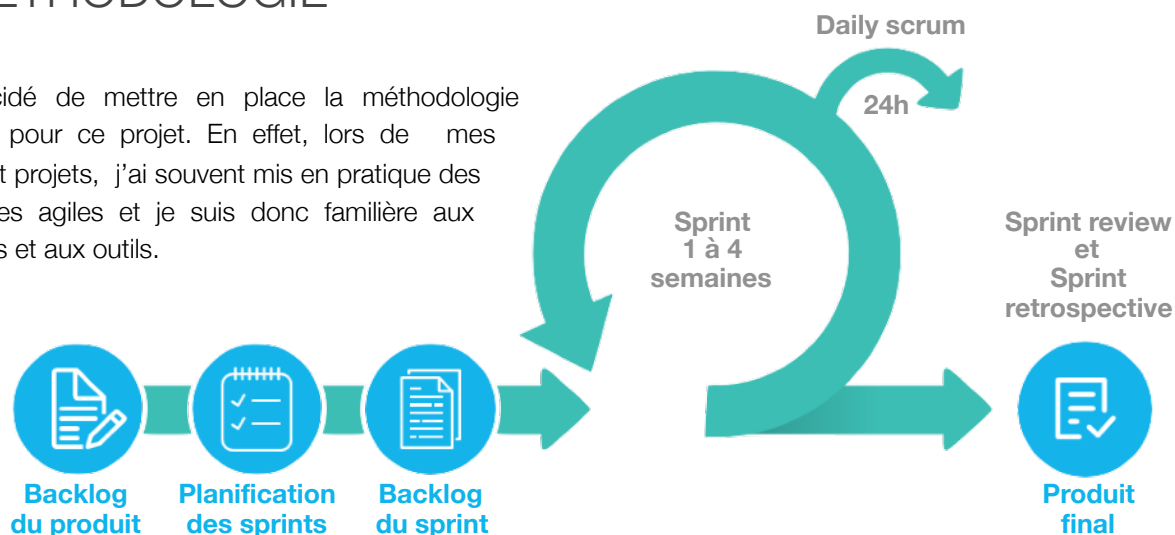 ÉTHODOLOGIE
cidé de mettre en place la méthodologie
pour ce projet. En effet, lors de mes
t projets, j'ai souvent mis en pratique des
es agiles et je suis donc familière aux
s et aux outils.
Daily scrum
24h
Sprint
1 à 4
semaines
Sprint review
et
Sprint
retrospective
Backlog
du produit
Planification
des sprints
Backlog
du sprint
Produit
final